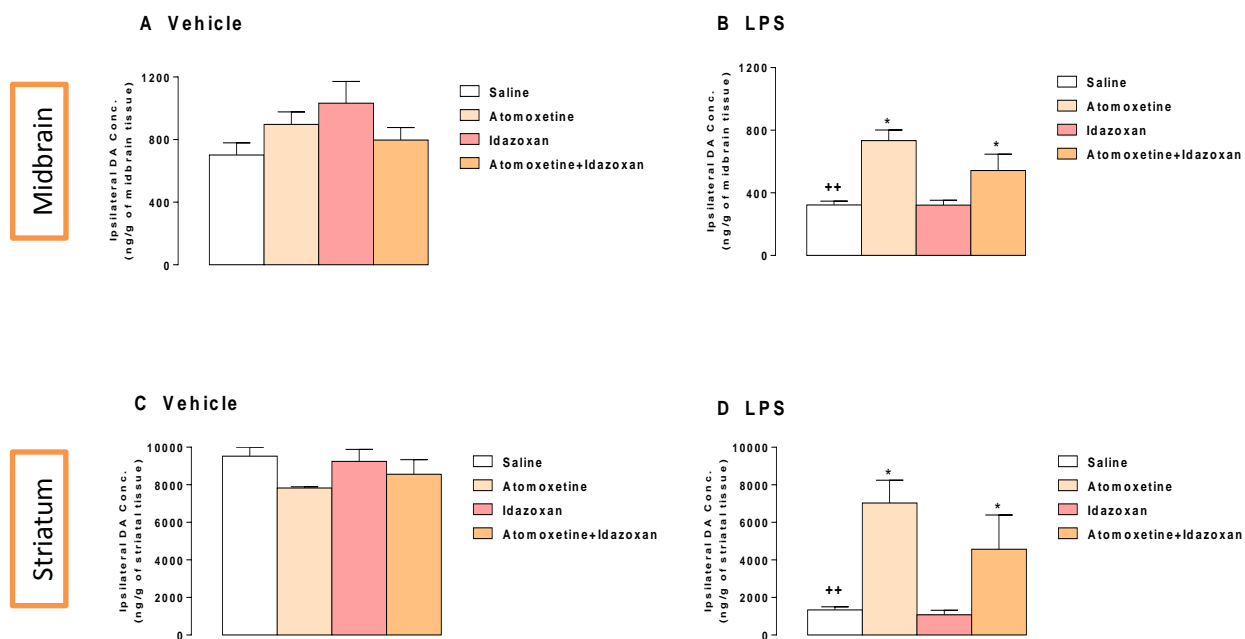 A Vehicle
B LPS
Midbrain
Ipsilateral DA Conc.
(ng/g of midbrain tissue)
1200
800
400
0
Saline
Atomoxetine
Idazoxan
Atomoxetine+Idazoxan
Ipsilateral DA Conc.
(ng/g of midbrain tissue)
1200
800
400
0
++
*
*
Saline
Atomoxetine
Idazoxan
Atomoxetine+Idazoxan
C Vehicle
D LPS
Striatum
Ipsilateral DA Conc.
(ng/g of striatal tissue)
10000
8000
6000
4000
2000
0
Saline
Atomoxetine
Idazoxan
Atomoxetine+Idazoxan
Ipsilateral DA Conc.
(ng/g of striatal tissue)
10000
8000
6000
4000
2000
0
++
*
*
Saline
Atomoxetine
Idazoxan
Atomoxetine+Idazoxan